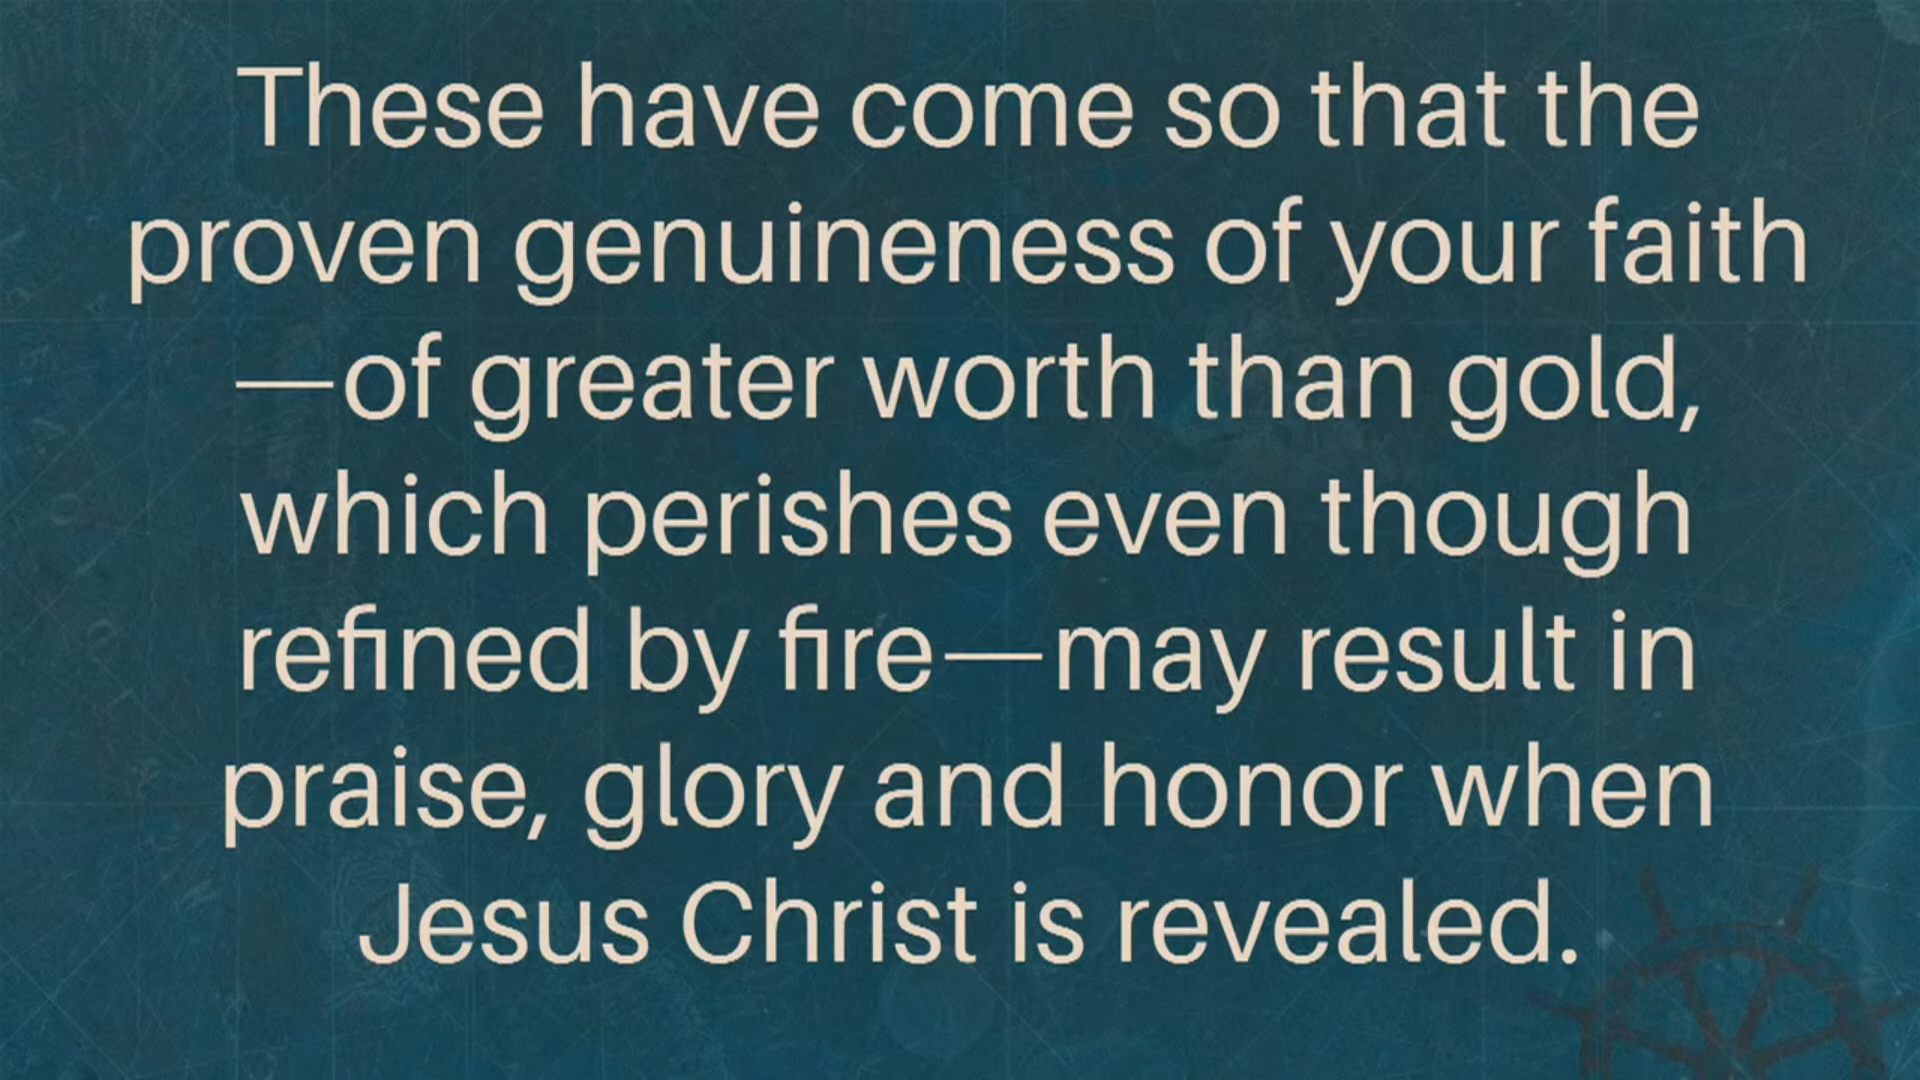 These have come so that the
proven genuineness of your faith
—of greater worth than gold,
which perishes even though
refined by fire—may result in
praise, glory and honor when
Jesus Christ is revealed.